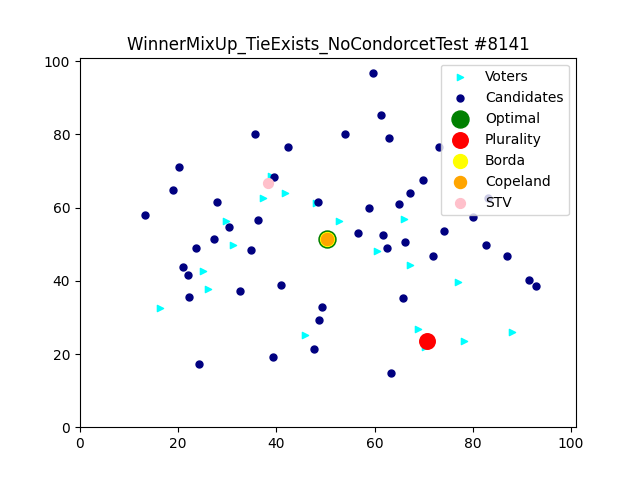 WinnerMixUp_TieExists_NoCondorcetTest #8141
100
80
60
40
20
0
0 20 40 60 80 100
Voters
Candidates
Optimal
Plurality
Borda
Copeland
STV